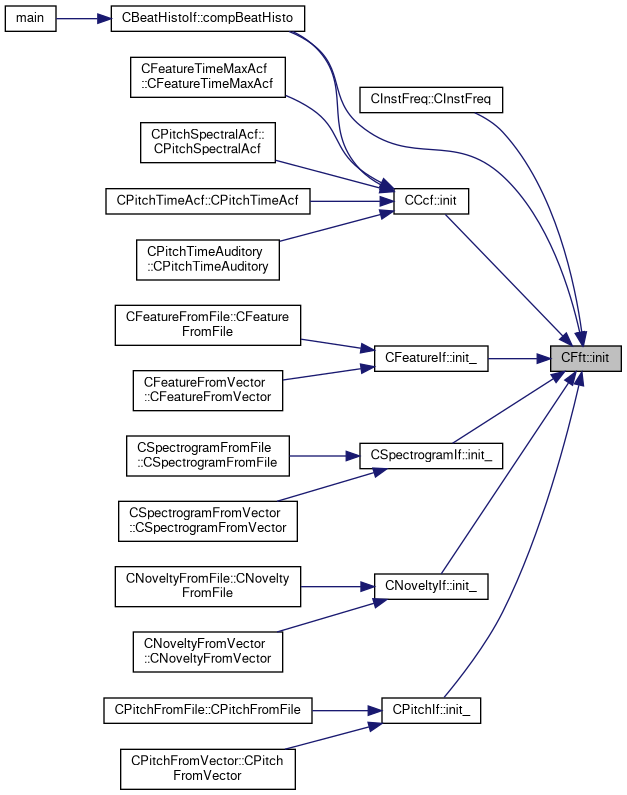 main
CBeatHistoIf::compBeatHisto
CFeatureTimeMaxAcf
::CFeatureTimeMaxAcf
CInstFreq::CInstFreq
CPitchSpectralAcf::
CPitchSpectralAcf
CPitchTimeAcf::CPitchTimeAcf
CCcf::init
CPitchTimeAuditory
::CPitchTimeAuditory
CFeatureFromFile::CFeature
FromFile
CFeatureIf::init_
CFft::init
CFeatureFromVector
::CFeatureFromVector
CSpectrogramFromFile
::CSpectrogramFromFile
CSpectrogramIf::init_
CSpectrogramFromVector
::CSpectrogramFromVector
CNoveltyFromFile::CNovelty
FromFile
CNoveltyIf::init_
CNoveltyFromVector
::CNoveltyFromVector
CPitchFromFile::CPitchFromFile
CPitchIf::init_
CPitchFromVector::CPitch
FromVector